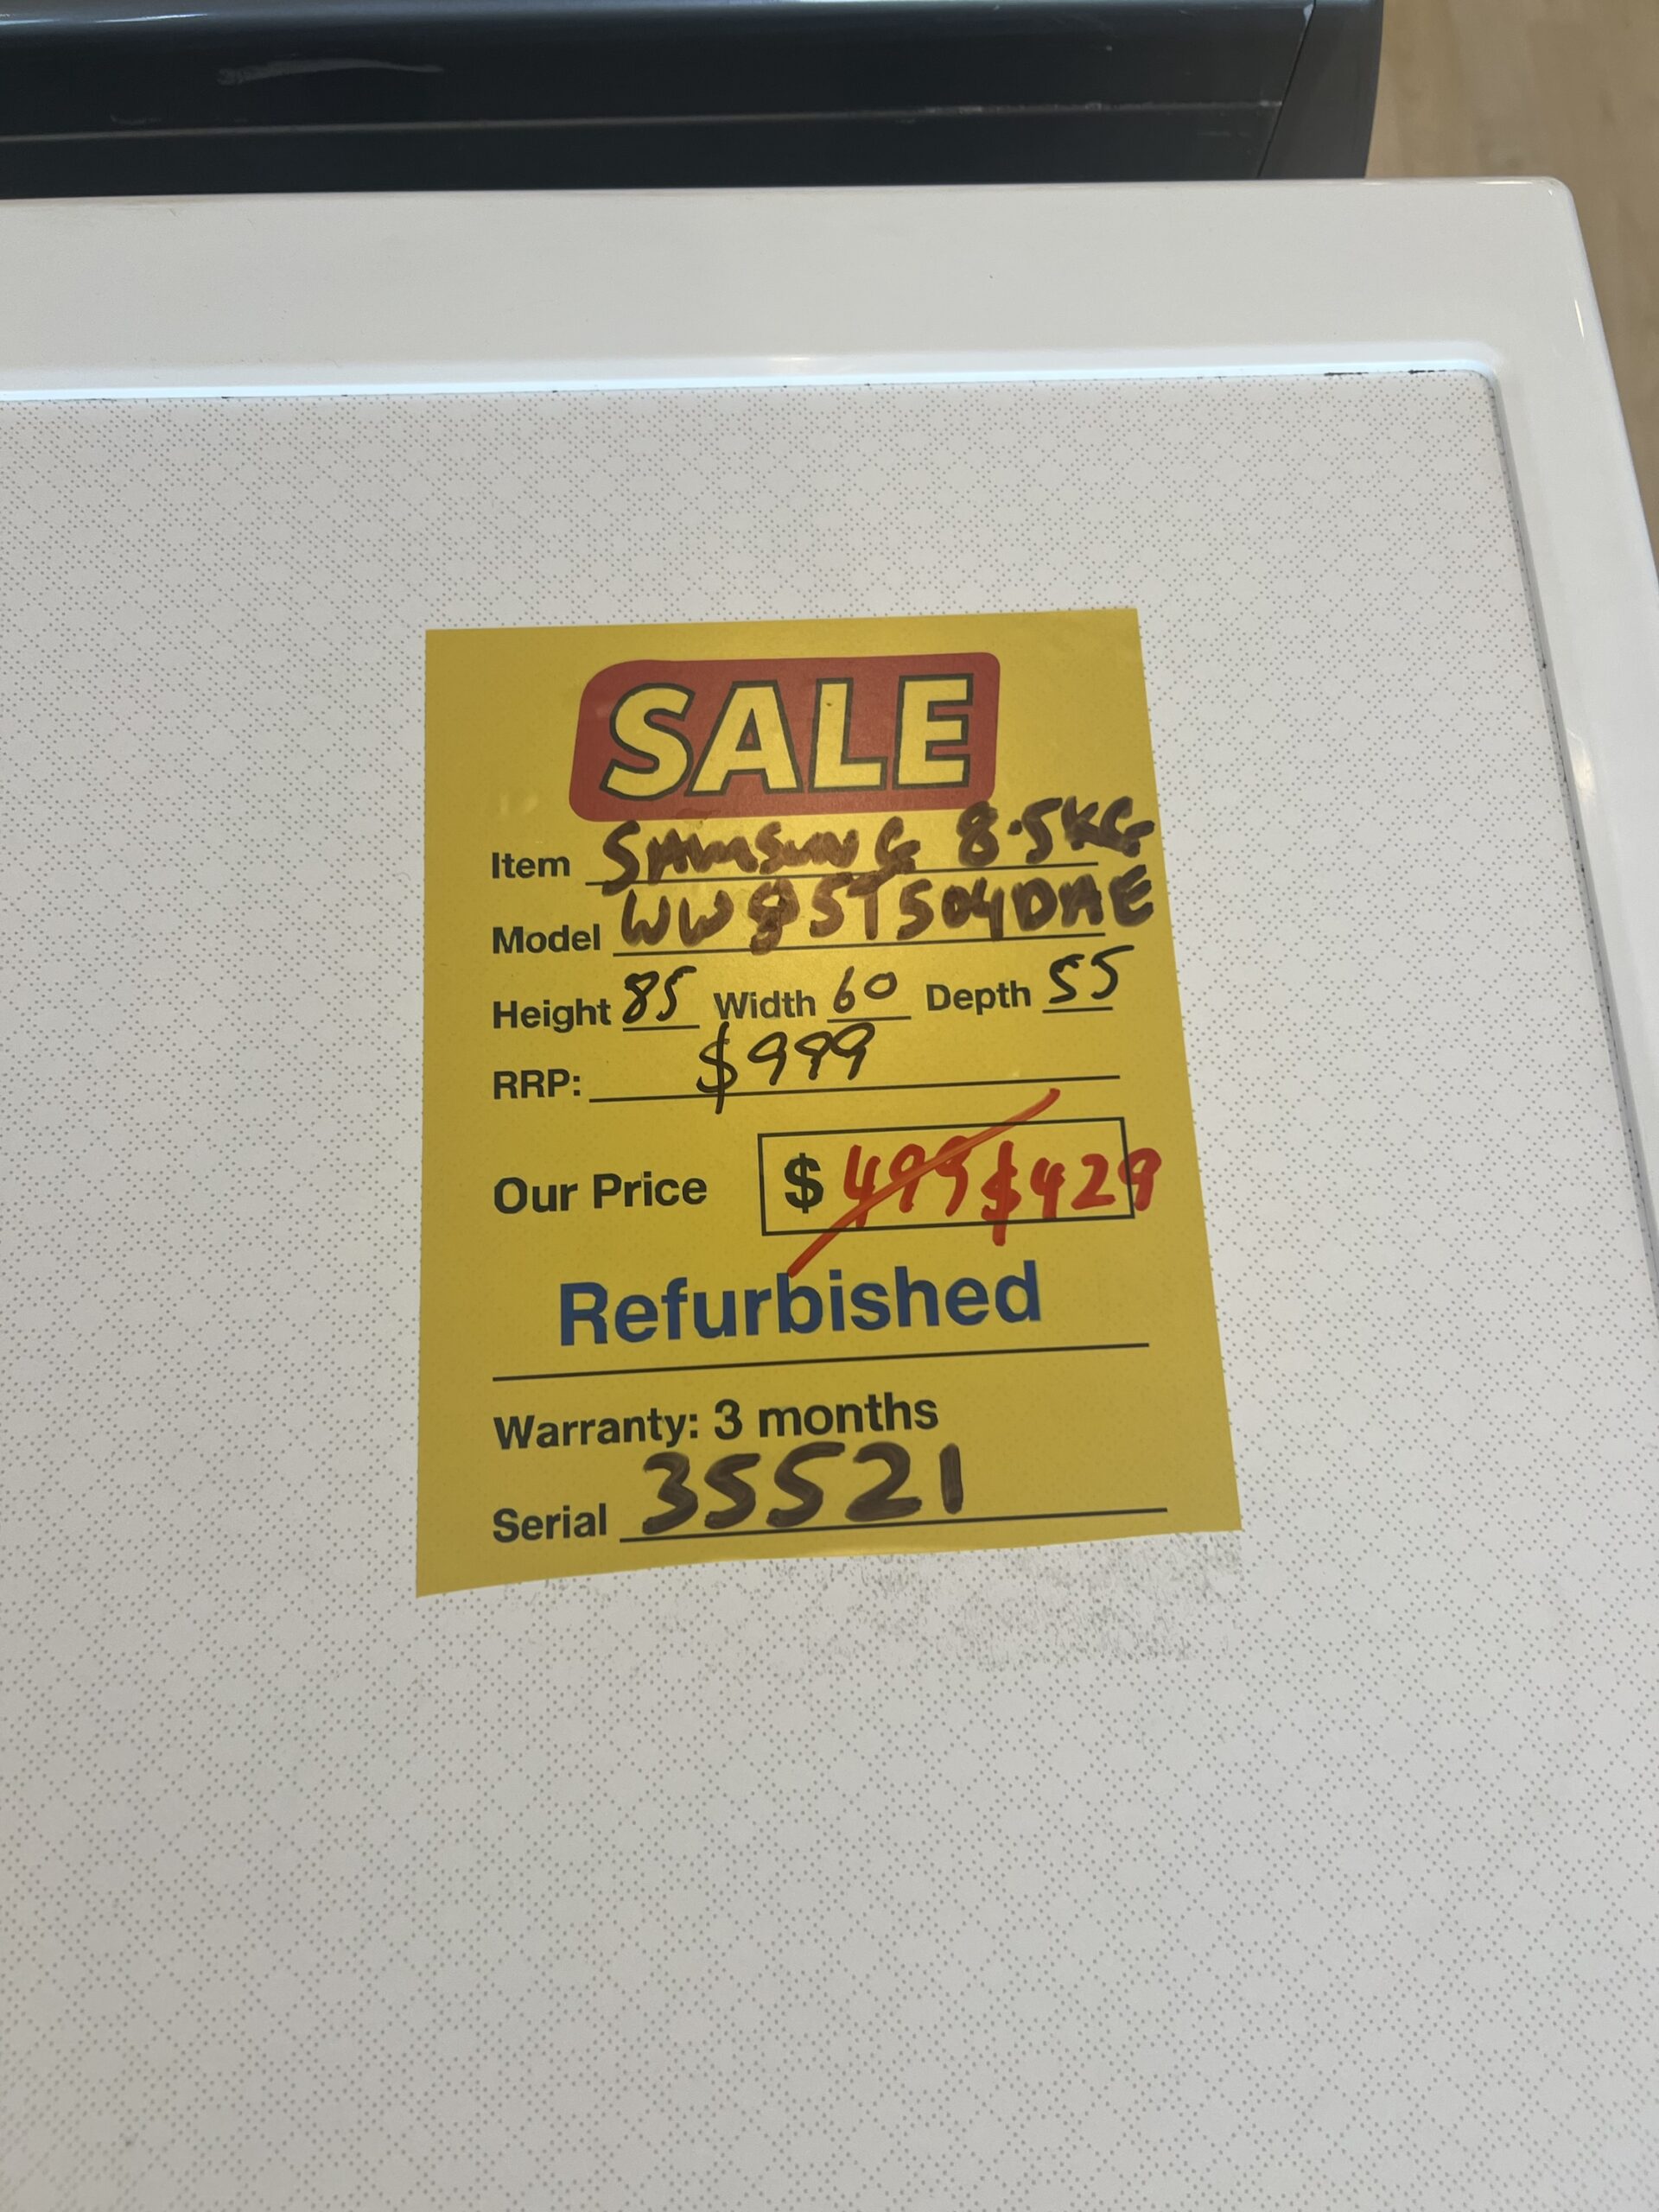 SALE
Item SAMSUNG 8.5KG
Model WW85T504DAE
Height 85 Width 60 Depth 55
RRP: $999
Our Price $ 499 $429
Refurbished
Warranty: 3 months
Serial 35521